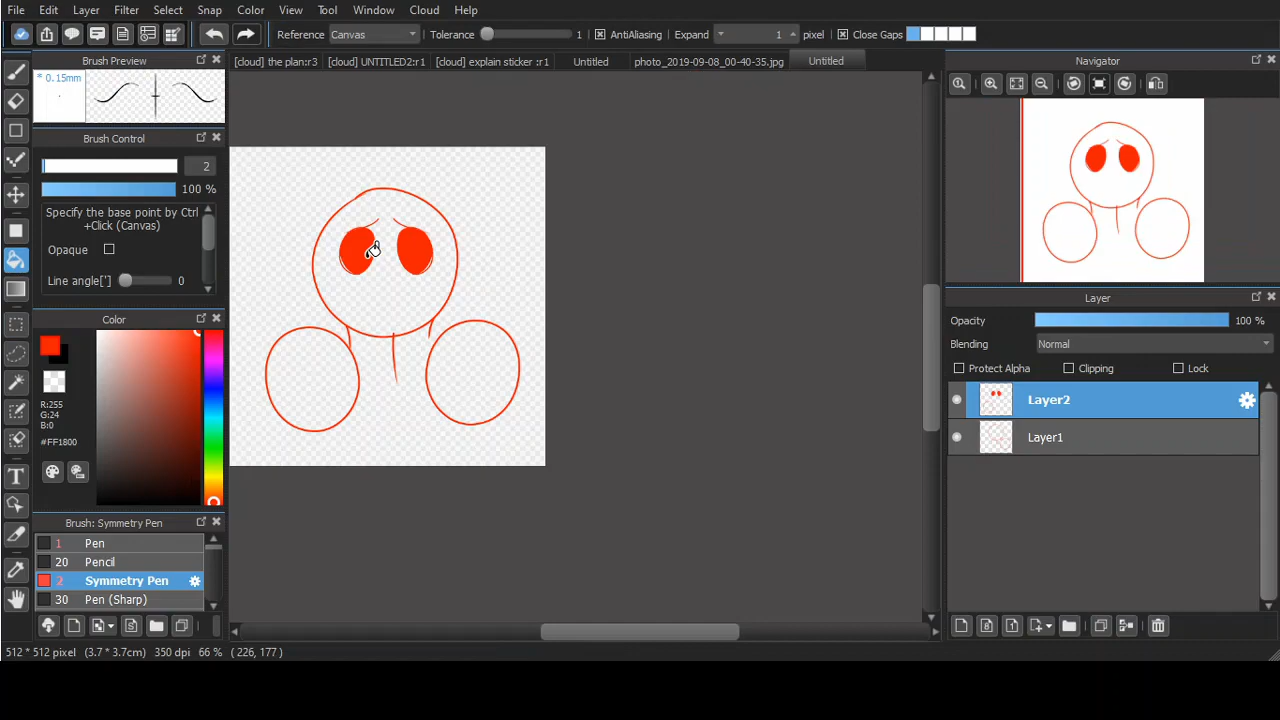 File Edit Layer Filter Select Snap Color View Tool Window Cloud Help
Reference Canvas Tolerance 1 AntiAliasing Expand 1 pixel Close Gaps
Brush Preview
[cloud] the plan:r3 [cloud] UNTITLED2:r1 [cloud] explain sticker :r1 Untitled photo_2019-09-08_00-40-35.jpg Untitled
Navigator
* 0.15mm
Brush Control
2
100 %
Specify the base point by Ctrl
+Click (Canvas)
Opaque
Line angle['] 0
Color
R:255
G:24
B:0
#FF1800
Brush: Symmetry Pen
1 Pen
20 Pencil
2 Symmetry Pen
30 Pen (Sharp)
Layer
Opacity 100 %
Blending Normal
Protect Alpha Clipping Lock
Layer2
Layer1
512 * 512 pixel (3.7 * 3.7cm) 350 dpi 66 % ( 226, 177 )